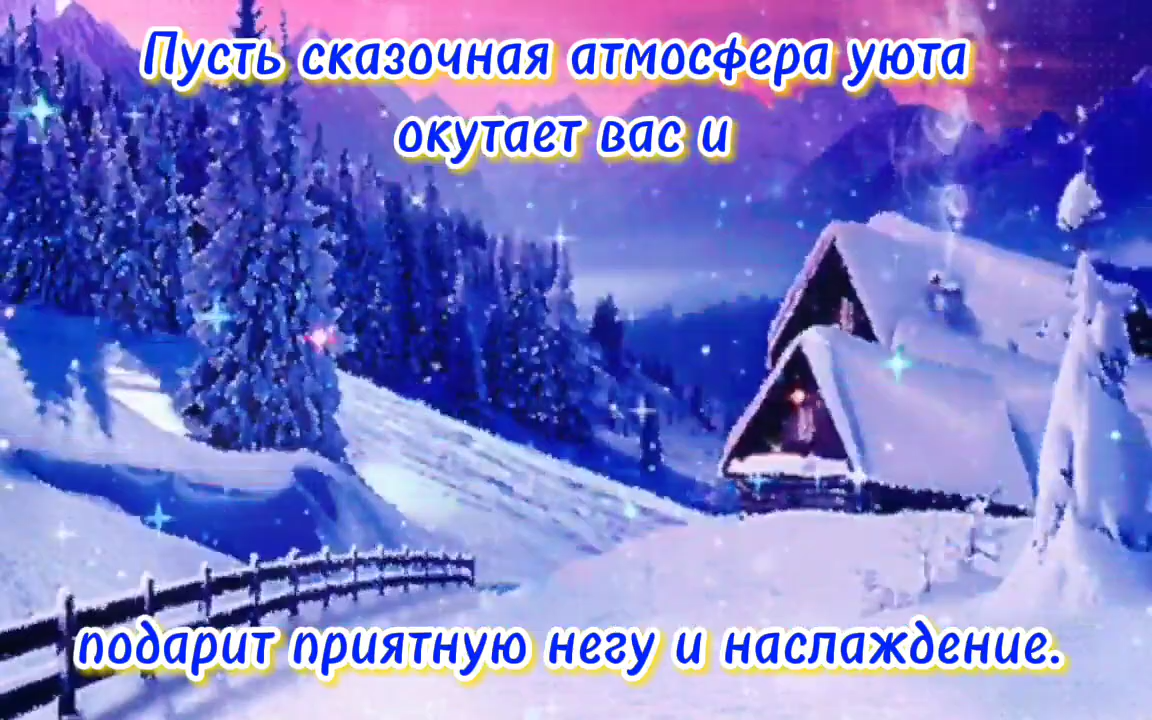 Пусть сказочная атмосфера уюта
окутает вас и
подарит приятную негу и наслаждение.